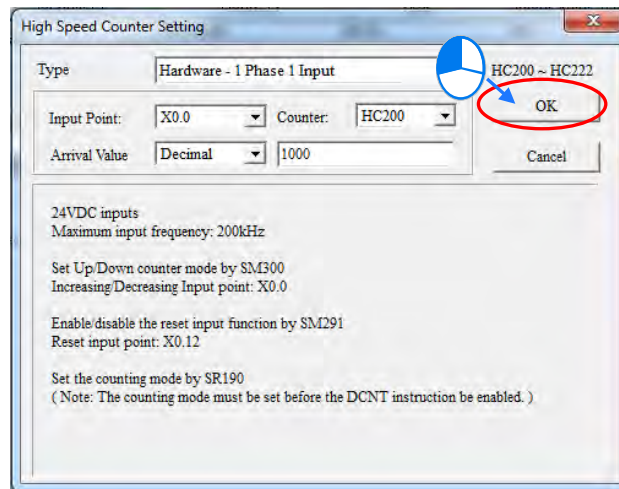 High Speed Counter Setting
Type Hardware - 1 Phase 1 Input HC200 ~ HC222
Input Point: X0.0 Counter: HC200 OK
Arrival Value Decimal 1000 Cancel
24VDC inputs
Maximum input frequency: 200kHz
Set Up/Down counter mode by SM300
Increasing/Decreasing Input point: X0.0
Enable/disable the reset input function by SM291
Reset input point: X0.12
Set the counting mode by SR190
( Note: The counting mode must be set before the DCNT instruction be enabled. )